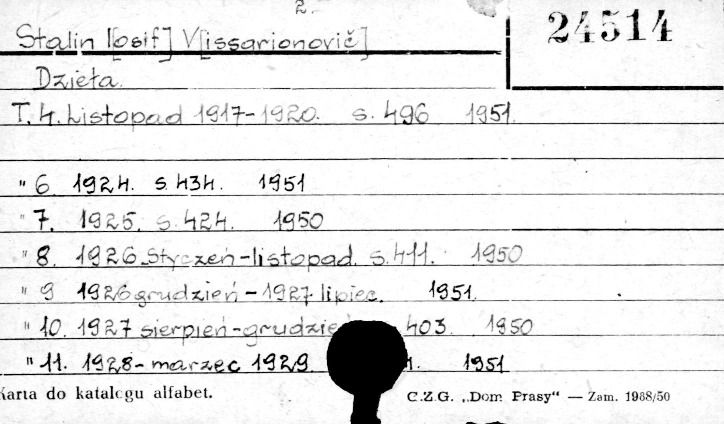 2.
Stalin I[osif] V[issarionovič]
24514
Dzieła.
T. 4. Listopad 1917-1920. s. 496 1951.
" 6. 1924. s. 434. 1951
" 7. 1925. s. 424. 1950
" 8. 1926 styczeń-listopad. s. 411. 1950
" 9 1926 grudzień - 1927 lipiec. 1951.
" 10. 1927 sierpień-grudzień 403. 1950
" 11. 1928- marzec 1929 1951
Karta do katalogu alfabet.
C.Z.G. „Dom Prasy" — Zam. 1968/50